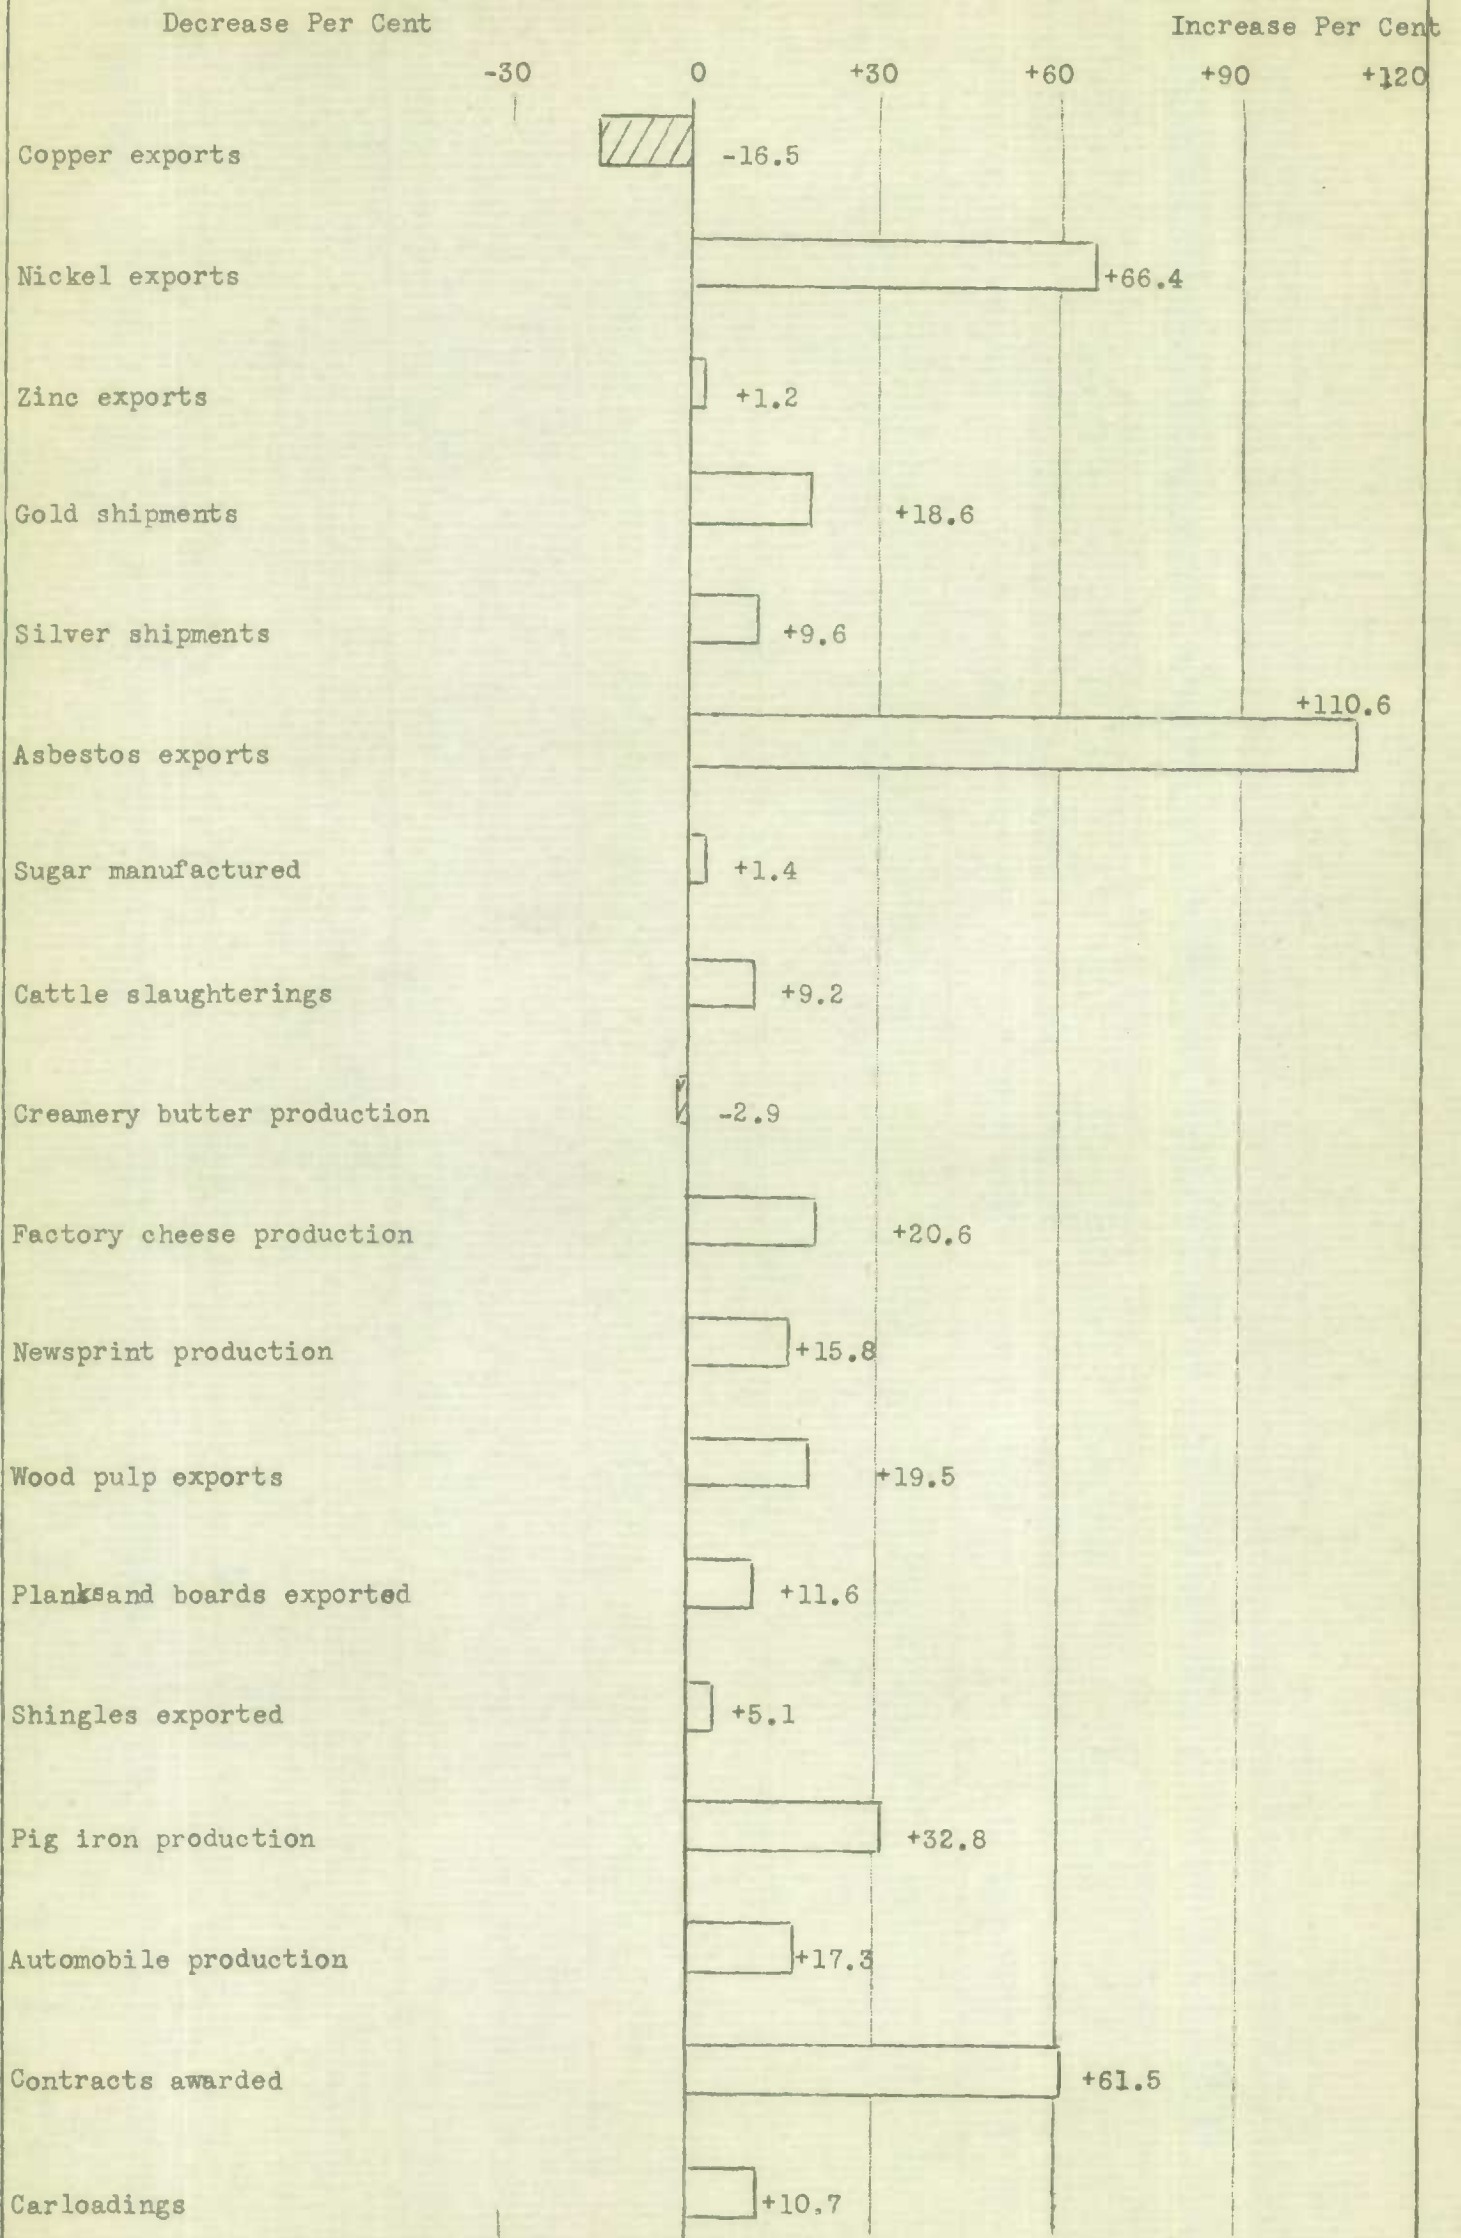 Decrease Per Cent Increase Per Cent
-30 0 +30 +60 +90 +120
Copper exports -16.5
Nickel exports +66.4
Zinc exports +1.2
Gold shipments +18.6
Silver shipments +9.6
+110.6
Asbestos exports
Sugar manufactured +1.4
Cattle slaughterings +9.2
Creamery butter production -2.9
Factory cheese production +20.6
Newsprint production +15.8
Wood pulp exports +19.5
Planksand boards exported +11.6
Shingles exported +5.1
Pig iron production +32.8
Automobile production +17.3
Contracts awarded +61.5
Carloadings +10.7